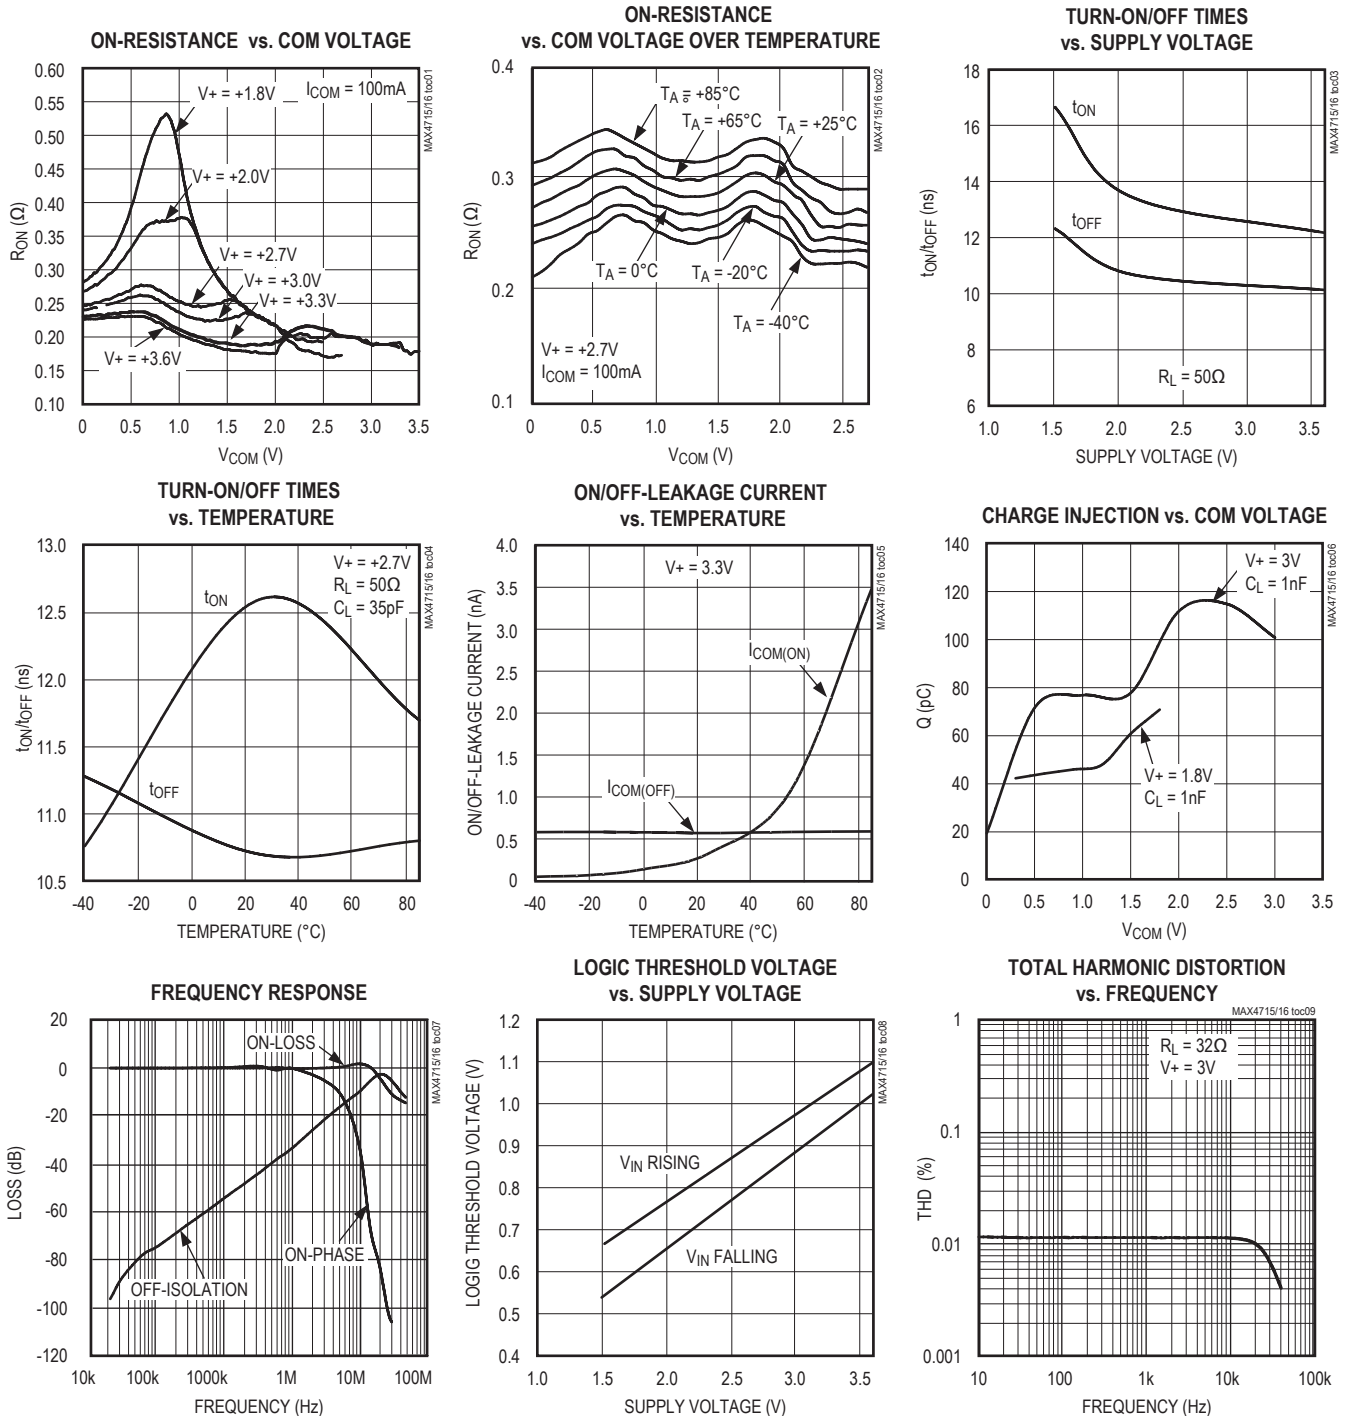 ON-RESISTANCE vs. COM VOLTAGE
MAX4715/16 toc01
ICOM = 100mA
V+ = +1.8V
V+ = +2.0V
V+ = +2.7V
V+ = +3.0V
V+ = +3.3V
V+ = +3.6V
RON (Ω)
0.60
0.55
0.50
0.45
0.40
0.35
0.30
0.25
0.20
0.15
0.10
0 0.5 1.0 1.5 2.0 2.5 3.0 3.5
VCOM (V)
ON-RESISTANCE
vs. COM VOLTAGE OVER TEMPERATURE
MAX4715/16 toc02
TA = +85°C
TA = +65°C
TA = +25°C
TA = 0°C
TA = -20°C
TA = -40°C
V+ = +2.7V
ICOM = 100mA
RON (Ω)
0.4
0.3
0.2
0.1
0 0.5 1.0 1.5 2.0 2.5
VCOM (V)
TURN-ON/OFF TIMES
vs. SUPPLY VOLTAGE
MAX4715/16 toc03
tON
tOFF
RL = 50Ω
tON/tOFF (ns)
18
16
14
12
10
8
6
1.0 1.5 2.0 2.5 3.0 3.5
SUPPLY VOLTAGE (V)
TURN-ON/OFF TIMES
vs. TEMPERATURE
MAX4715/16 toc04
V+ = +2.7V
RL = 50Ω
CL = 35pF
tON
tOFF
tON/tOFF (ns)
13.0
12.5
12.0
11.5
11.0
10.5
-40 -20 0 20 40 60 80
TEMPERATURE (°C)
ON/OFF-LEAKAGE CURRENT
vs. TEMPERATURE
MAX4715/16 toc05
V+ = 3.3V
ICOM(ON)
ICOM(OFF)
ON/OFF-LEAKAGE CURRENT (nA)
4.0
3.5
3.0
2.5
2.0
1.5
1.0
0.5
0
-40 -20 0 20 40 60 80
TEMPERATURE (°C)
CHARGE INJECTION vs. COM VOLTAGE
MAX4715/16 toc06
V+ = 3V
CL = 1nF
V+ = 1.8V
CL = 1nF
Q (pC)
140
120
100
80
60
40
20
0
0 0.5 1.0 1.5 2.0 2.5 3.0 3.5
VCOM (V)
FREQUENCY RESPONSE
MAX4715/16 toc07
ON-LOSS
ON-PHASE
OFF-ISOLATION
LOSS (dB)
20
0
-20
-40
-60
-80
-100
-120
10k 100k 1000k 1M 10M 100M
FREQUENCY (Hz)
LOGIC THRESHOLD VOLTAGE
vs. SUPPLY VOLTAGE
MAX4715/16 toc08
VIN RISING
VIN FALLING
LOGIG THRESHOLD VOLTAGE (V)
1.2
1.1
1.0
0.9
0.8
0.7
0.6
0.5
0.4
1.0 1.5 2.0 2.5 3.0 3.5
SUPPLY VOLTAGE (V)
TOTAL HARMONIC DISTORTION
vs. FREQUENCY
MAX4715/16 toc09
RL = 32Ω
V+ = 3V
THD (%)
1
0.1
0.01
0.001
10 100 1k 10k 100k
FREQUENCY (Hz)